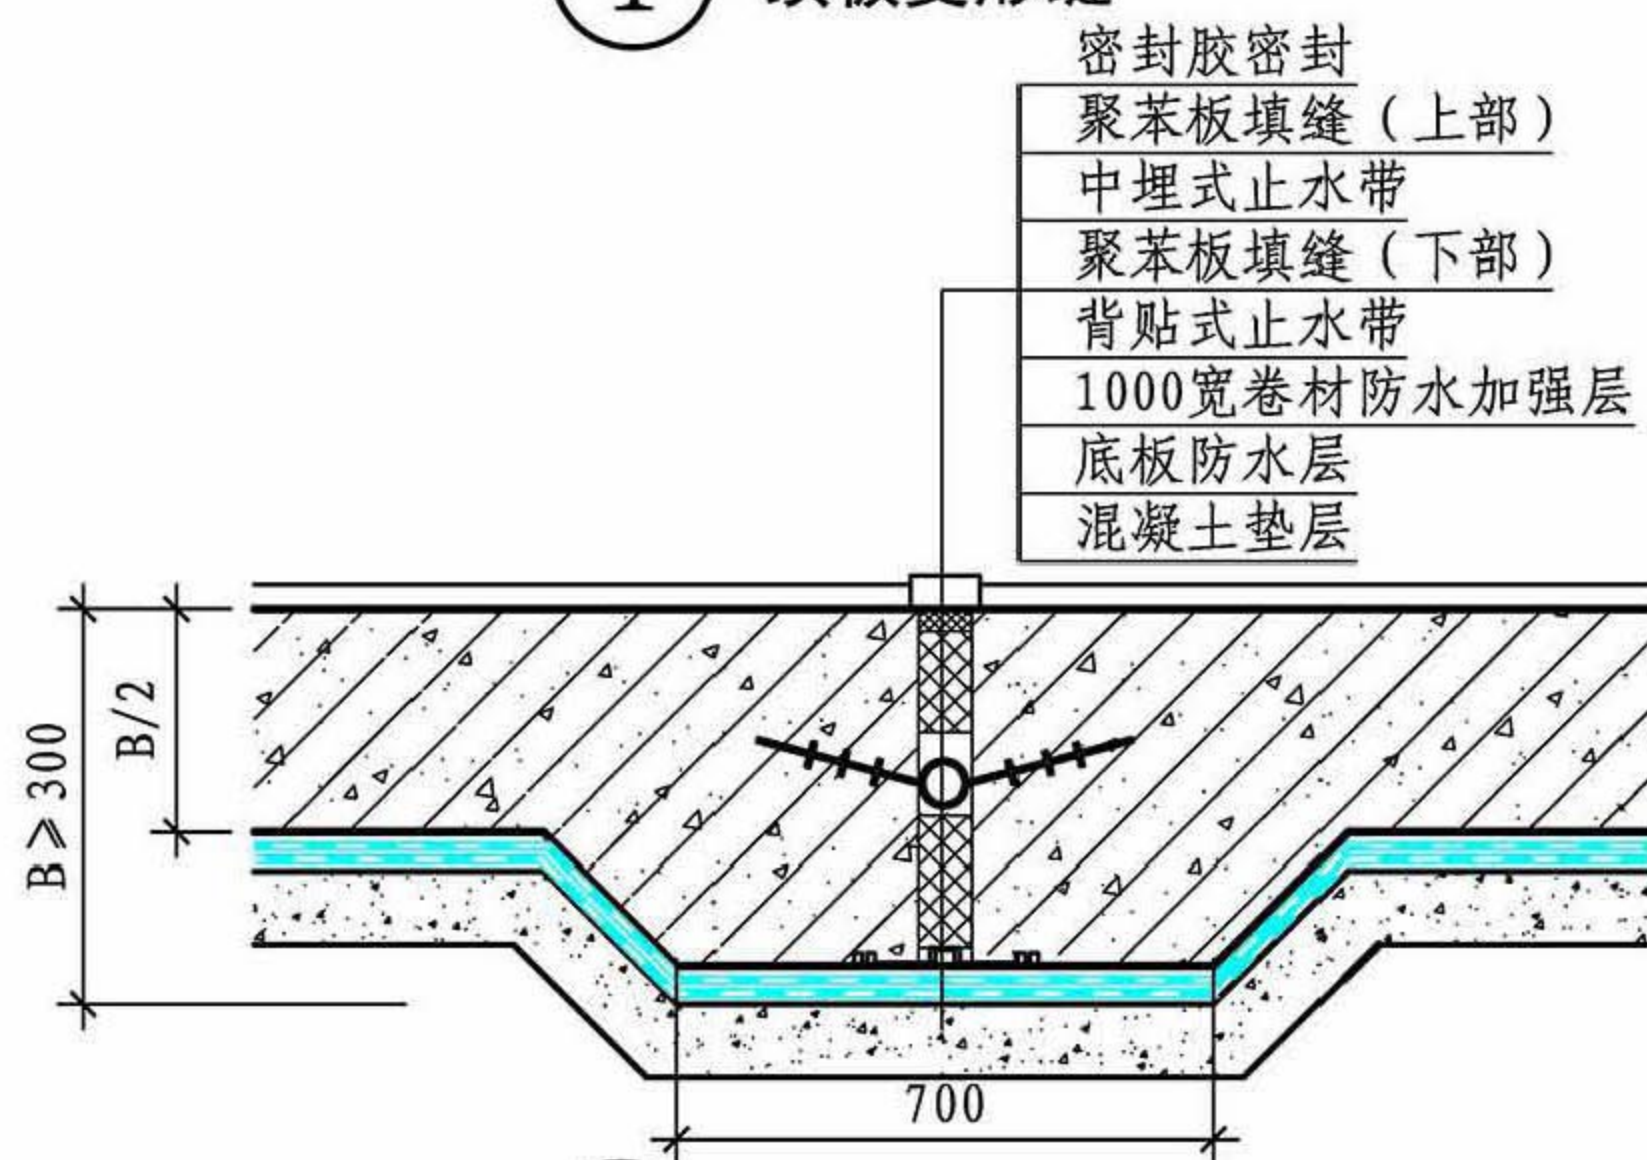 1
密封胶密封
聚苯板填缝（上部）
中埋式止水带
聚苯板填缝（下部）
背贴式止水带
1000宽卷材防水加强层
底板防水层
混凝土垫层
B/2
B≥300
700